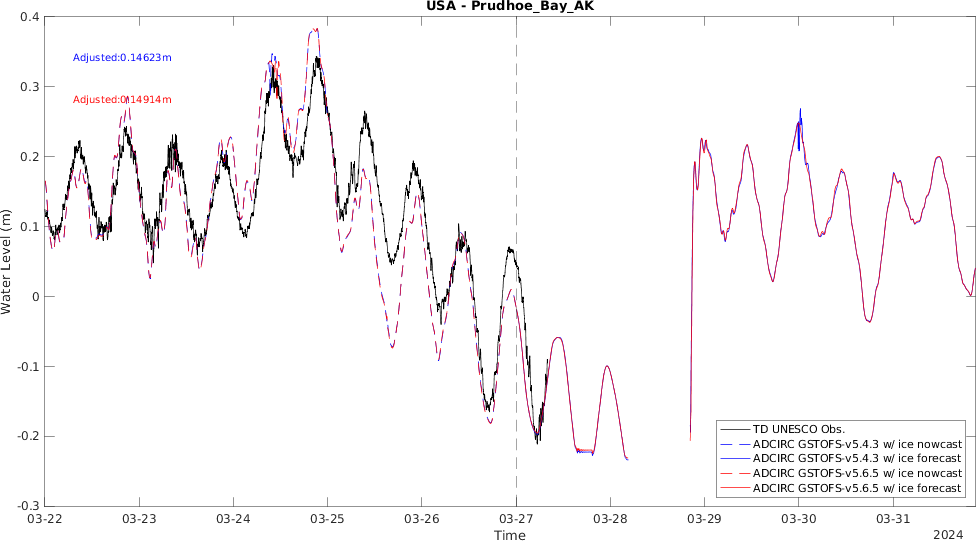 USA - Prudhoe_Bay_AK
0.4
Adjusted:0.14623m
0.3
Adjusted:0.14914m
0.2
0.1
Water Level (m)
0
-0.1
-0.2
-0.3
TD UNESCO Obs.
ADCIRC GSTOFS-v5.4.3 w/ ice nowcast
ADCIRC GSTOFS-v5.4.3 w/ ice forecast
ADCIRC GSTOFS-v5.6.5 w/ ice nowcast
ADCIRC GSTOFS-v5.6.5 w/ ice forecast
03-22 03-23 03-24 03-25 03-26 03-27 03-28 03-29 03-30 03-31
Time
2024